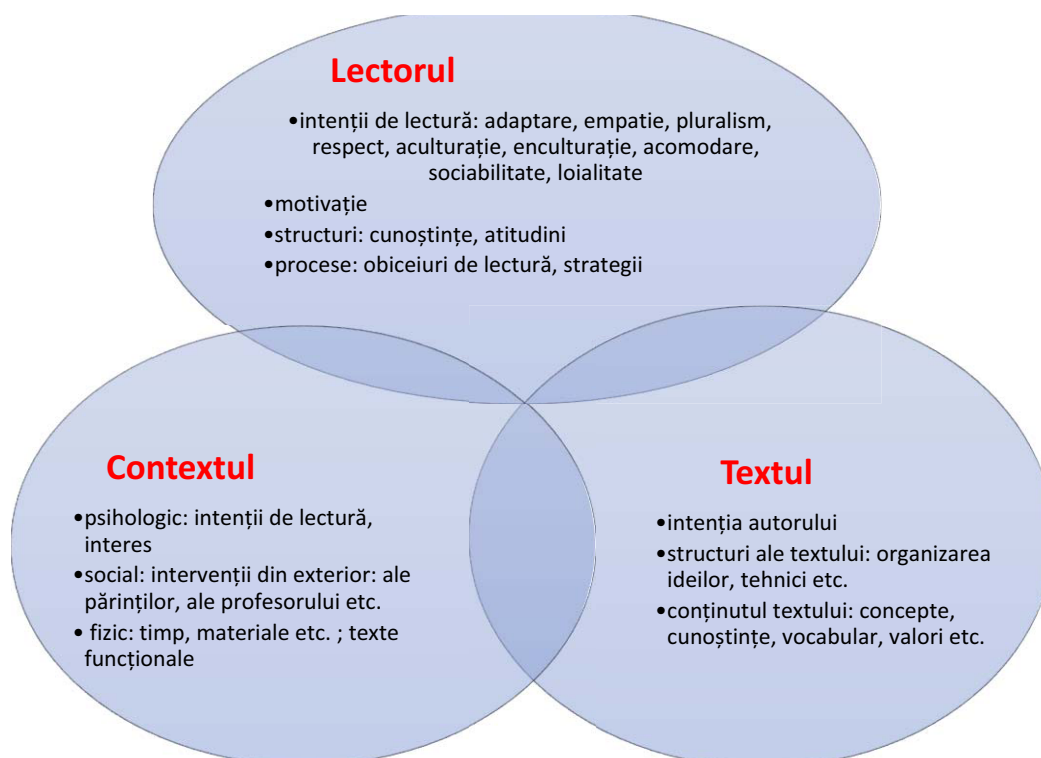 Lectorul
•intenții de lectură: adaptare, empatie, pluralism,
respect, aculturație, enculturație, acomodare,
sociabilitate, loialitate
•motivație
•structuri: cunoștințe, atitudini
•procese: obiceiuri de lectură, strategii
Contextul
•psihologic: intenții de lectură,
interes
•social: intervenții din exterior: ale
părinților, ale profesorului etc.
• fizic: timp, materiale etc. ; texte
funcționale
Textul
•intenția autorului
•structuri ale textului: organizarea
ideilor, tehnici etc.
•conținutul textului: concepte,
cunoștințe, vocabular, valori etc.